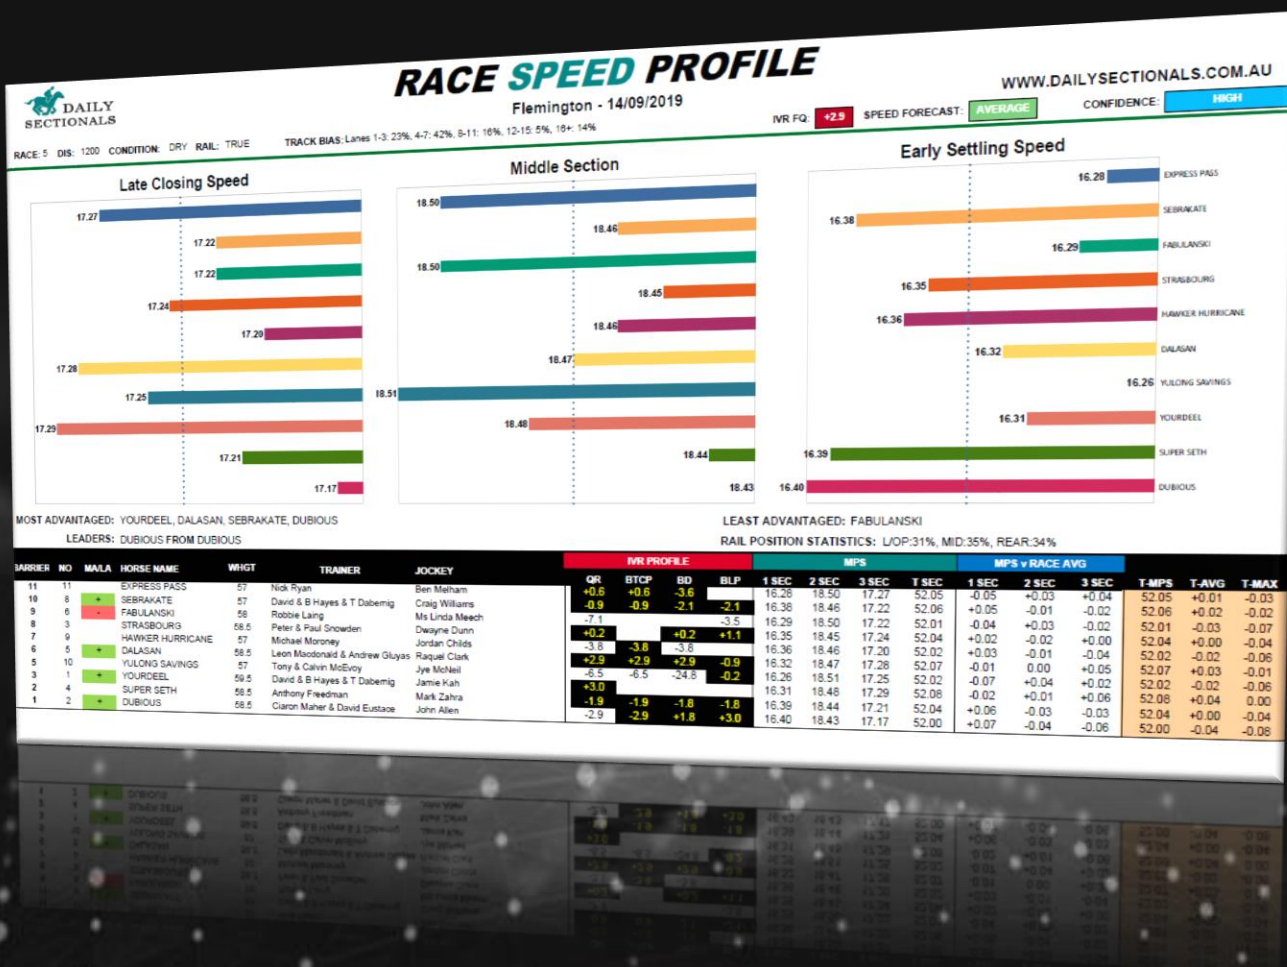 RACE SPEED PROFILE
DAILY
SECTIONALS
Flemington - 14/09/2019
WWW.DAILYSECTIONALS.COM.AU
IVR FQ: +2.9 SPEED FORECAST: AVERAGE CONFIDENCE: HIGH
RACE: 5 DIS: 1200 CONDITION: DRY RAIL: TRUE TRACK BIAS: Lanes 1-3: 23%, 4-7: 42%, 8-11: 16%, 12-15: 5%, 16+: 14%
Late Closing Speed
17.27
17.22
17.22
17.24
17.20
17.28
17.25
17.29
17.21
17.17
Middle Section
18.50
18.46
18.50
18.45
18.46
18.47
18.51
18.48
18.44
18.43
Early Settling Speed
16.28 EXPRESS PASS
16.38 SEBRAKATE
16.29 FABULANSKI
16.35 STRASBOURG
16.36 HAWKER HURRICANE
16.32 DALASAN
16.26 YULONG SAVINGS
16.31 YOURDEEL
16.39 SUPER SETH
16.40 DUBIOUS
MOST ADVANTAGED: YOURDEEL, DALASAN, SEBRAKATE, DUBIOUS
LEADERS: DUBIOUS FROM DUBIOUS
LEAST ADVANTAGED: FABULANSKI
RAIL POSITION STATISTICS: L/OP:31%, MID:35%, REAR:34%
IVR PROFILE MPS MPS v RACE AVG
BARRIER NO MA/LA HORSE NAME WHGT TRAINER JOCKEY QR BTCP BD BLP 1 SEC 2 SEC 3 SEC T SEC 1 SEC 2 SEC 3 SEC T-MPS T-AVG T-MAX
11 11 EXPRESS PASS 57 Nick Ryan Ben Melham +0.6 +0.6 -3.6 16.28 18.50 17.27 52.05 -0.05 +0.03 +0.04 52.05 +0.01 -0.03
10 8 + SEBRAKATE 57 David & B Hayes & T Dabernig Craig Williams -0.9 -0.9 -2.1 -2.1 16.38 18.46 17.22 52.06 +0.05 -0.01 -0.02 52.06 +0.02 -0.02
9 6 - FABULANSKI 58 Robbie Laing Ms Linda Meech -7.1 -3.5 16.29 18.50 17.22 52.01 -0.04 +0.03 -0.02 52.01 -0.03 -0.07
8 3 STRASBOURG 58.5 Peter & Paul Snowden Dwayne Dunn +0.2 +0.2 +1.1 16.35 18.45 17.24 52.04 +0.02 -0.02 +0.00 52.04 +0.00 -0.04
7 9 HAWKER HURRICANE 57 Michael Moroney Jordan Childs -3.8 -3.8 -3.8 16.36 18.46 17.20 52.02 +0.03 -0.01 -0.04 52.02 -0.02 -0.06
6 5 + DALASAN 58.5 Leon Macdonald & Andrew Gluyas Raquel Clark +2.9 +2.9 +2.9 -0.9 16.32 18.47 17.28 52.07 -0.01 0.00 +0.05 52.07 +0.03 -0.01
5 10 YULONG SAVINGS 57 Tony & Calvin McEvoy Jye McNeil -6.5 -6.5 -24.8 -0.2 16.26 18.51 17.25 52.02 -0.07 +0.04 +0.02 52.02 -0.02 -0.06
3 1 + YOURDEEL 59.5 David & B Hayes & T Dabernig Jamie Kah +3.0 16.31 18.48 17.29 52.08 -0.02 +0.01 +0.06 52.08 +0.04 0.00
2 4 SUPER SETH 58.5 Anthony Freedman Mark Zahra -1.9 -1.9 -1.8 -1.8 16.39 18.44 17.21 52.04 +0.06 -0.03 -0.03 52.04 +0.00 -0.04
1 2 + DUBIOUS 58.5 Ciaron Maher & David Eustace John Allen -2.9 -2.9 +1.8 +3.0 16.40 18.43 17.17 52.00 +0.07 -0.04 -0.06 52.00 -0.04 -0.08